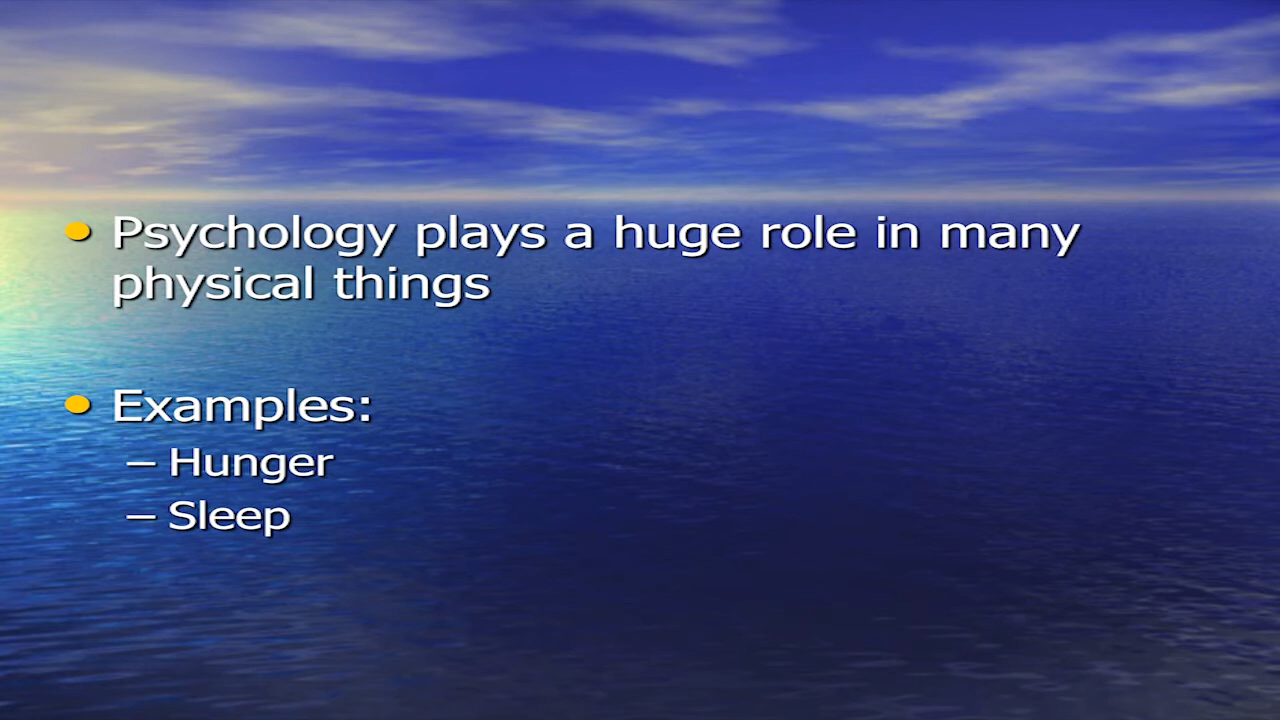 • Psychology plays a huge role in many
physical things
• Examples:
– Hunger
– Sleep